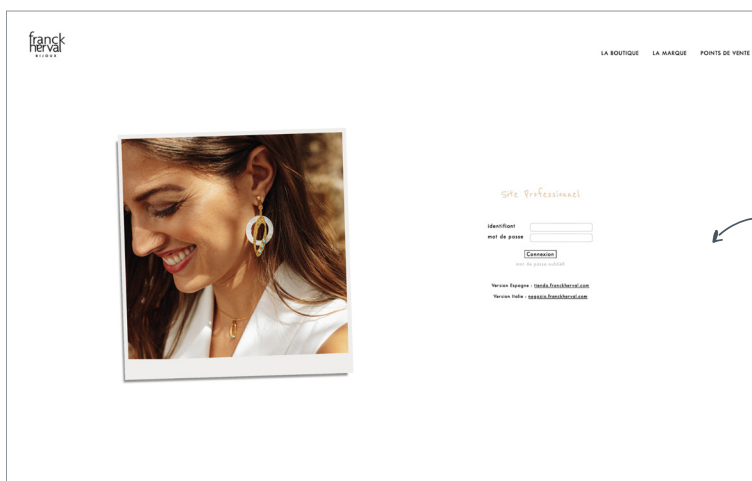 franck
herval
BIJOUX
LA BOUTIQUE LA MARQUE POINTS DE VENTE
Site Professionnel
identifiant
mot de passe
Connexion
mot de passe oublié?
Version Espagne : tienda.franckherval.com
Version Italie : negozio.franckherval.com